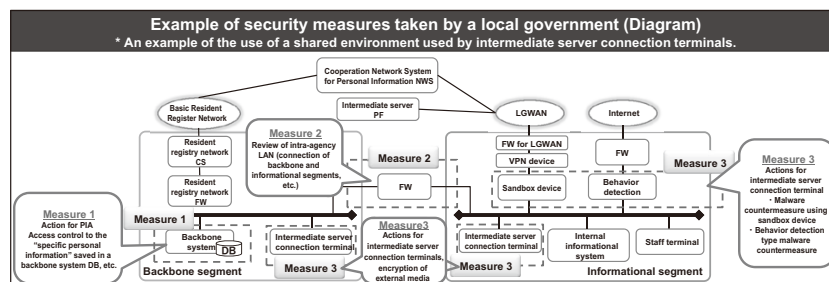 Example of security measures taken by a local government (Diagram)
* An example of the use of a shared environment used by intermediate server connection terminals.
Cooperation Network System
for Personal Information NWS
Basic Resident
Register Network
Intermediate server
PF
LGWAN
Internet
Resident
registry network
CS
Resident
registry network
FW
Measure 2
Review of intra-agency
LAN (connection of
backbone and
informational segments,
etc.)
Measure 2
FW
FW for LGWAN
VPN device
Sandbox device
FW
Behavior
detection
Measure 3
Measure 3
Actions for
intermediate server
connection terminal
・Malware
countermeasure using
sandbox device
・Behavior detection
type malware
countermeasure
Measure 1
Action for PIA
Access control to the
"specific personal
information" saved in a
backbone system DB, etc.
Measure 1
Backbone
system
DB
Intermediate server
connection terminal
Measure 3
Backbone segment
Measure3
Actions for
intermediate server
connection terminals,
encryption of
external media
Intermediate server
connection terminal
Measure 3
Internal
informational
system
Staff terminal
Informational segment